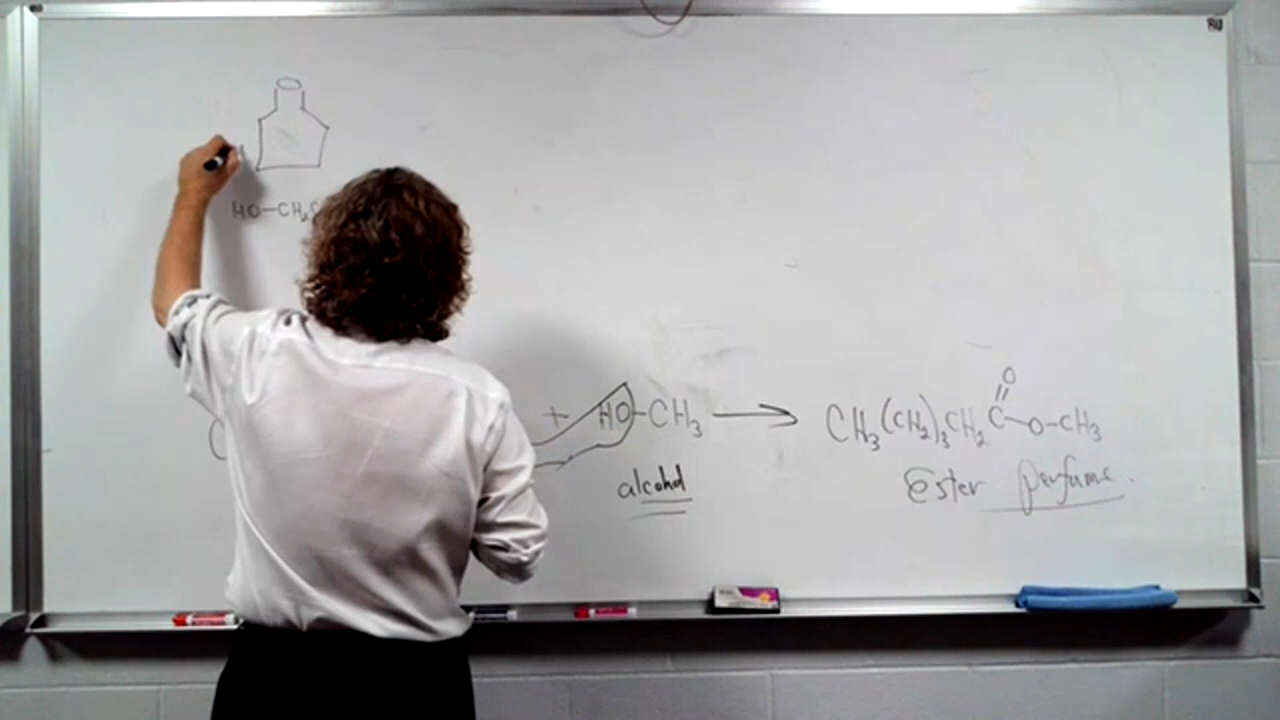 HO-CH₂
+ HO-CH₃ → CH₃(CH₂)₃CH₂C(=O)-O-CH₃
alcohol
Ester perfume.